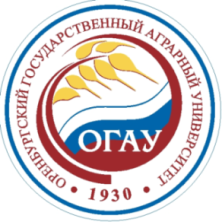 ОРЕНБУРГСКИЙ ГОСУДАРСТВЕННЫЙ АГРАРНЫЙ УНИВЕРСИТЕТ
ОГАУ
• 1930 •